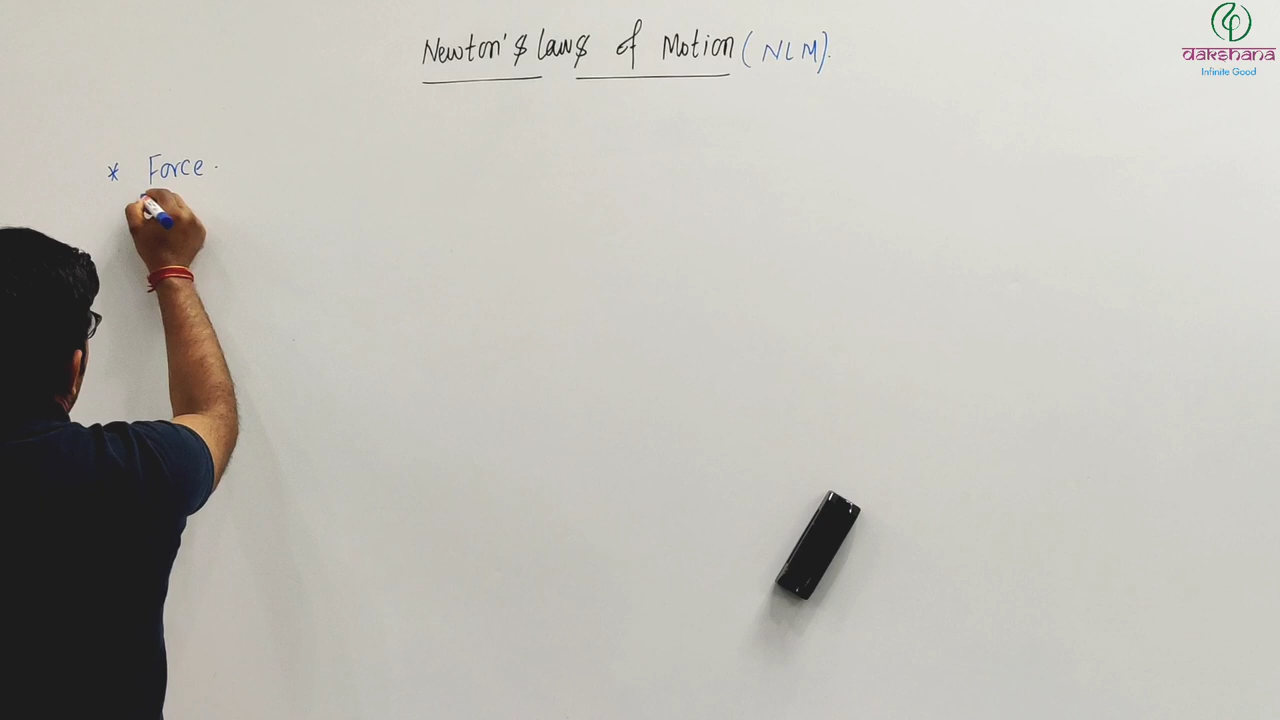 Newton's Laws of Motion (NLM).
dakshana
Infinite Good
* Force.